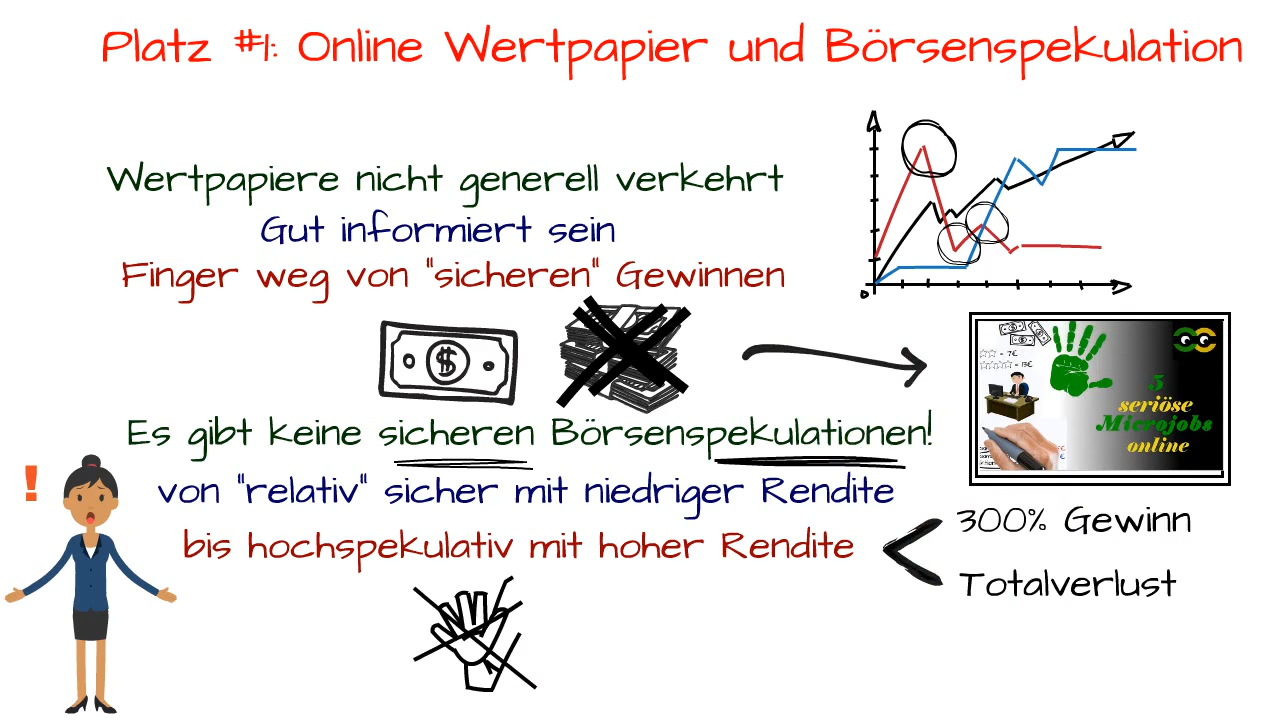 Platz #1: Online Wertpapier und Börsenspekulation
Wertpapiere nicht generell verkehrt
Gut informiert sein
Finger weg von "sicheren" Gewinnen
$
= 7€
= 13€
5
seriöse
Microjobs
online
Es gibt keine sicheren Börsenspekulationen!
!
von "relativ" sicher mit niedriger Rendite
bis hochspekulativ mit hoher Rendite
300% Gewinn
Totalverlust